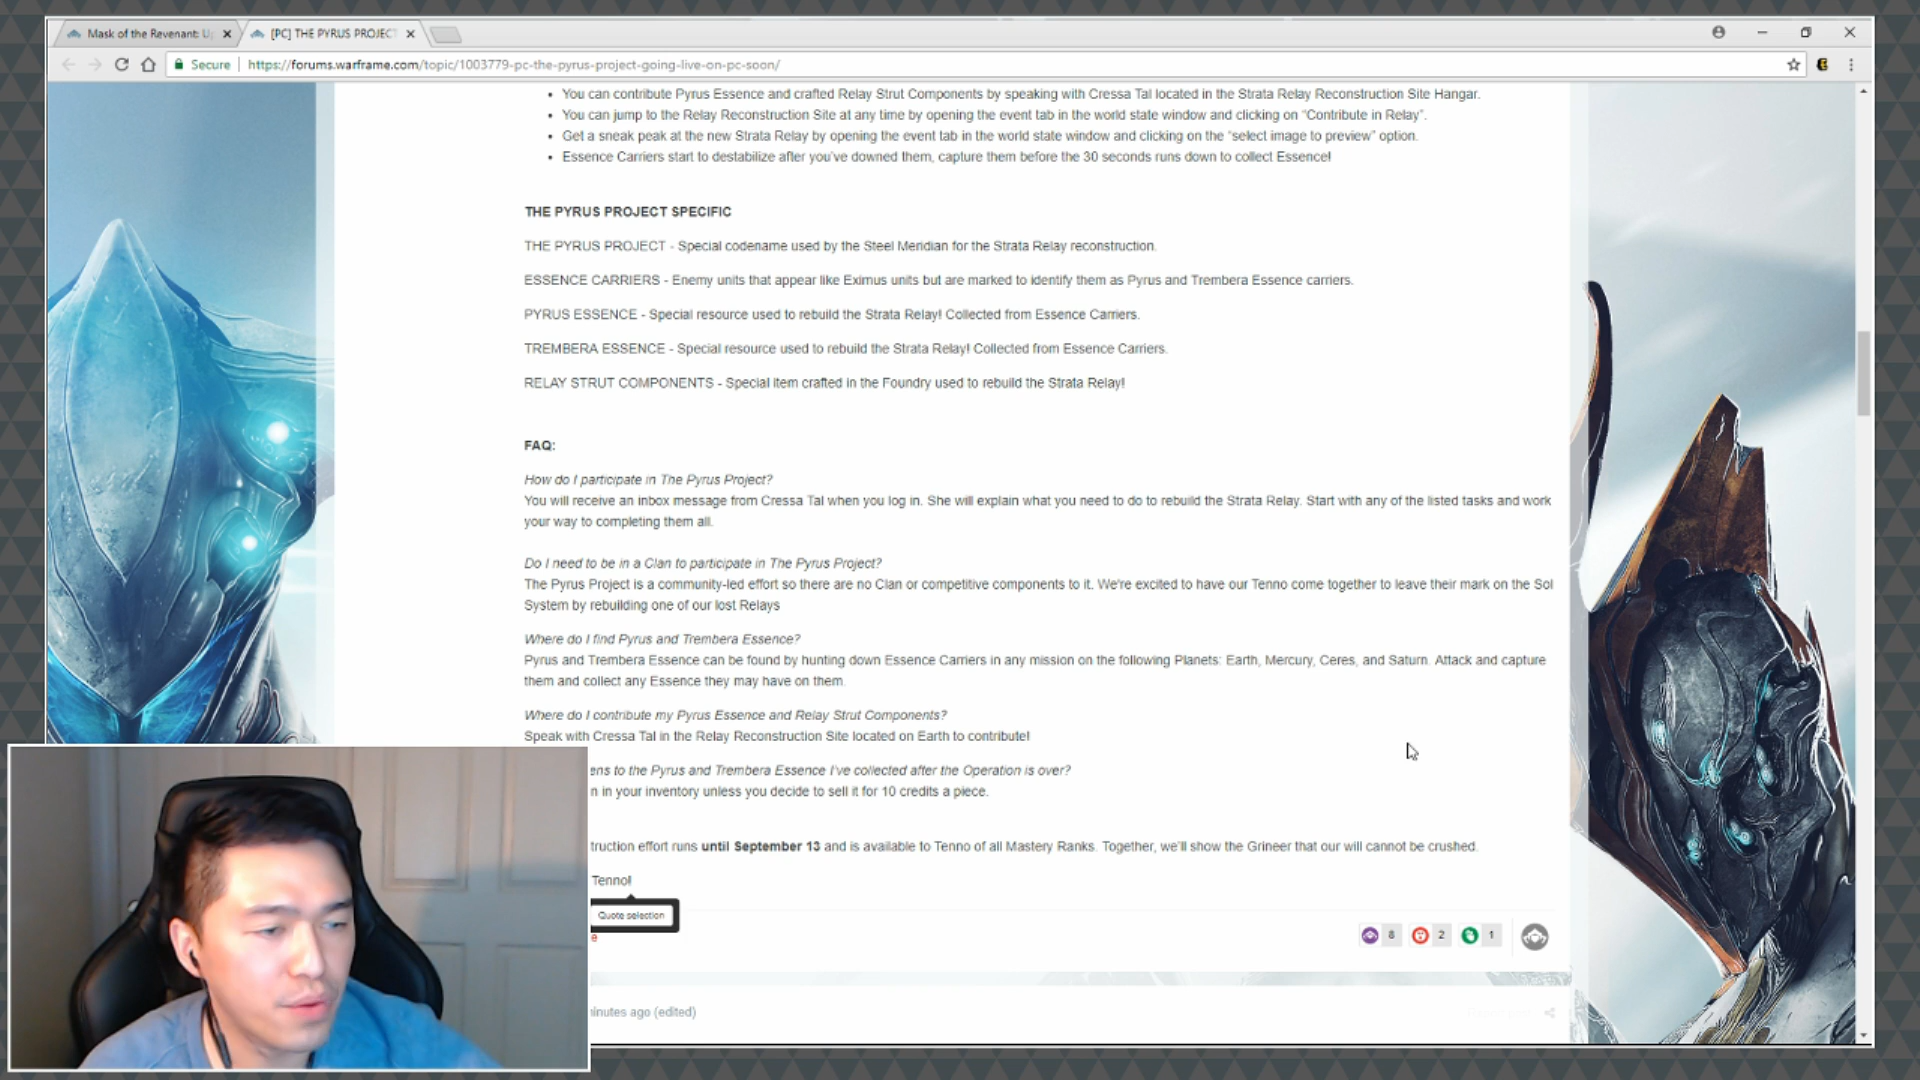 Mask of the Revenant: U
[PC] THE PYRUS PROJECT
Secure
https://forums.warframe.com/topic/1003779-pc-the-pyrus-project-going-live-on-pc-soon/
• You can contribute Pyrus Essence and crafted Relay Strut Components by speaking with Cressa Tal located in the Strata Relay Reconstruction Site Hangar.
• You can jump to the Relay Reconstruction Site at any time by opening the event tab in the world state window and clicking on “Contribute in Relay”.
• Get a sneak peak at the new Strata Relay by opening the event tab in the world state window and clicking on the “select image to preview” option.
• Essence Carriers start to destabilize after you’ve downed them, capture them before the 30 seconds runs down to collect Essence!
THE PYRUS PROJECT SPECIFIC
THE PYRUS PROJECT - Special codename used by the Steel Meridian for the Strata Relay reconstruction.
ESSENCE CARRIERS - Enemy units that appear like Eximus units but are marked to identify them as Pyrus and Trembera Essence carriers.
PYRUS ESSENCE - Special resource used to rebuild the Strata Relay! Collected from Essence Carriers.
TREMBERA ESSENCE - Special resource used to rebuild the Strata Relay! Collected from Essence Carriers.
RELAY STRUT COMPONENTS - Special item crafted in the Foundry used to rebuild the Strata Relay!
FAQ:
How do I participate in The Pyrus Project?
You will receive an inbox message from Cressa Tal when you log in. She will explain what you need to do to rebuild the Strata Relay. Start with any of the listed tasks and work
your way to completing them all.
Do I need to be in a Clan to participate in The Pyrus Project?
The Pyrus Project is a community-led effort so there are no Clan or competitive components to it. We're excited to have our Tenno come together to leave their mark on the Sol
System by rebuilding one of our lost Relays
Where do I find Pyrus and Trembera Essence?
Pyrus and Trembera Essence can be found by hunting down Essence Carriers in any mission on the following Planets: Earth, Mercury, Ceres, and Saturn. Attack and capture
them and collect any Essence they may have on them.
Where do I contribute my Pyrus Essence and Relay Strut Components?
Speak with Cressa Tal in the Relay Reconstruction Site located on Earth to contribute!
ens to the Pyrus and Trembera Essence I've collected after the Operation is over?
n in your inventory unless you decide to sell it for 10 credits a piece.
truction effort runs until September 13 and is available to Tenno of all Mastery Ranks. Together, we'll show the Grineer that our will cannot be crushed.
Tenno!
Quote selection
e
8 2 1
inutes ago (edited)